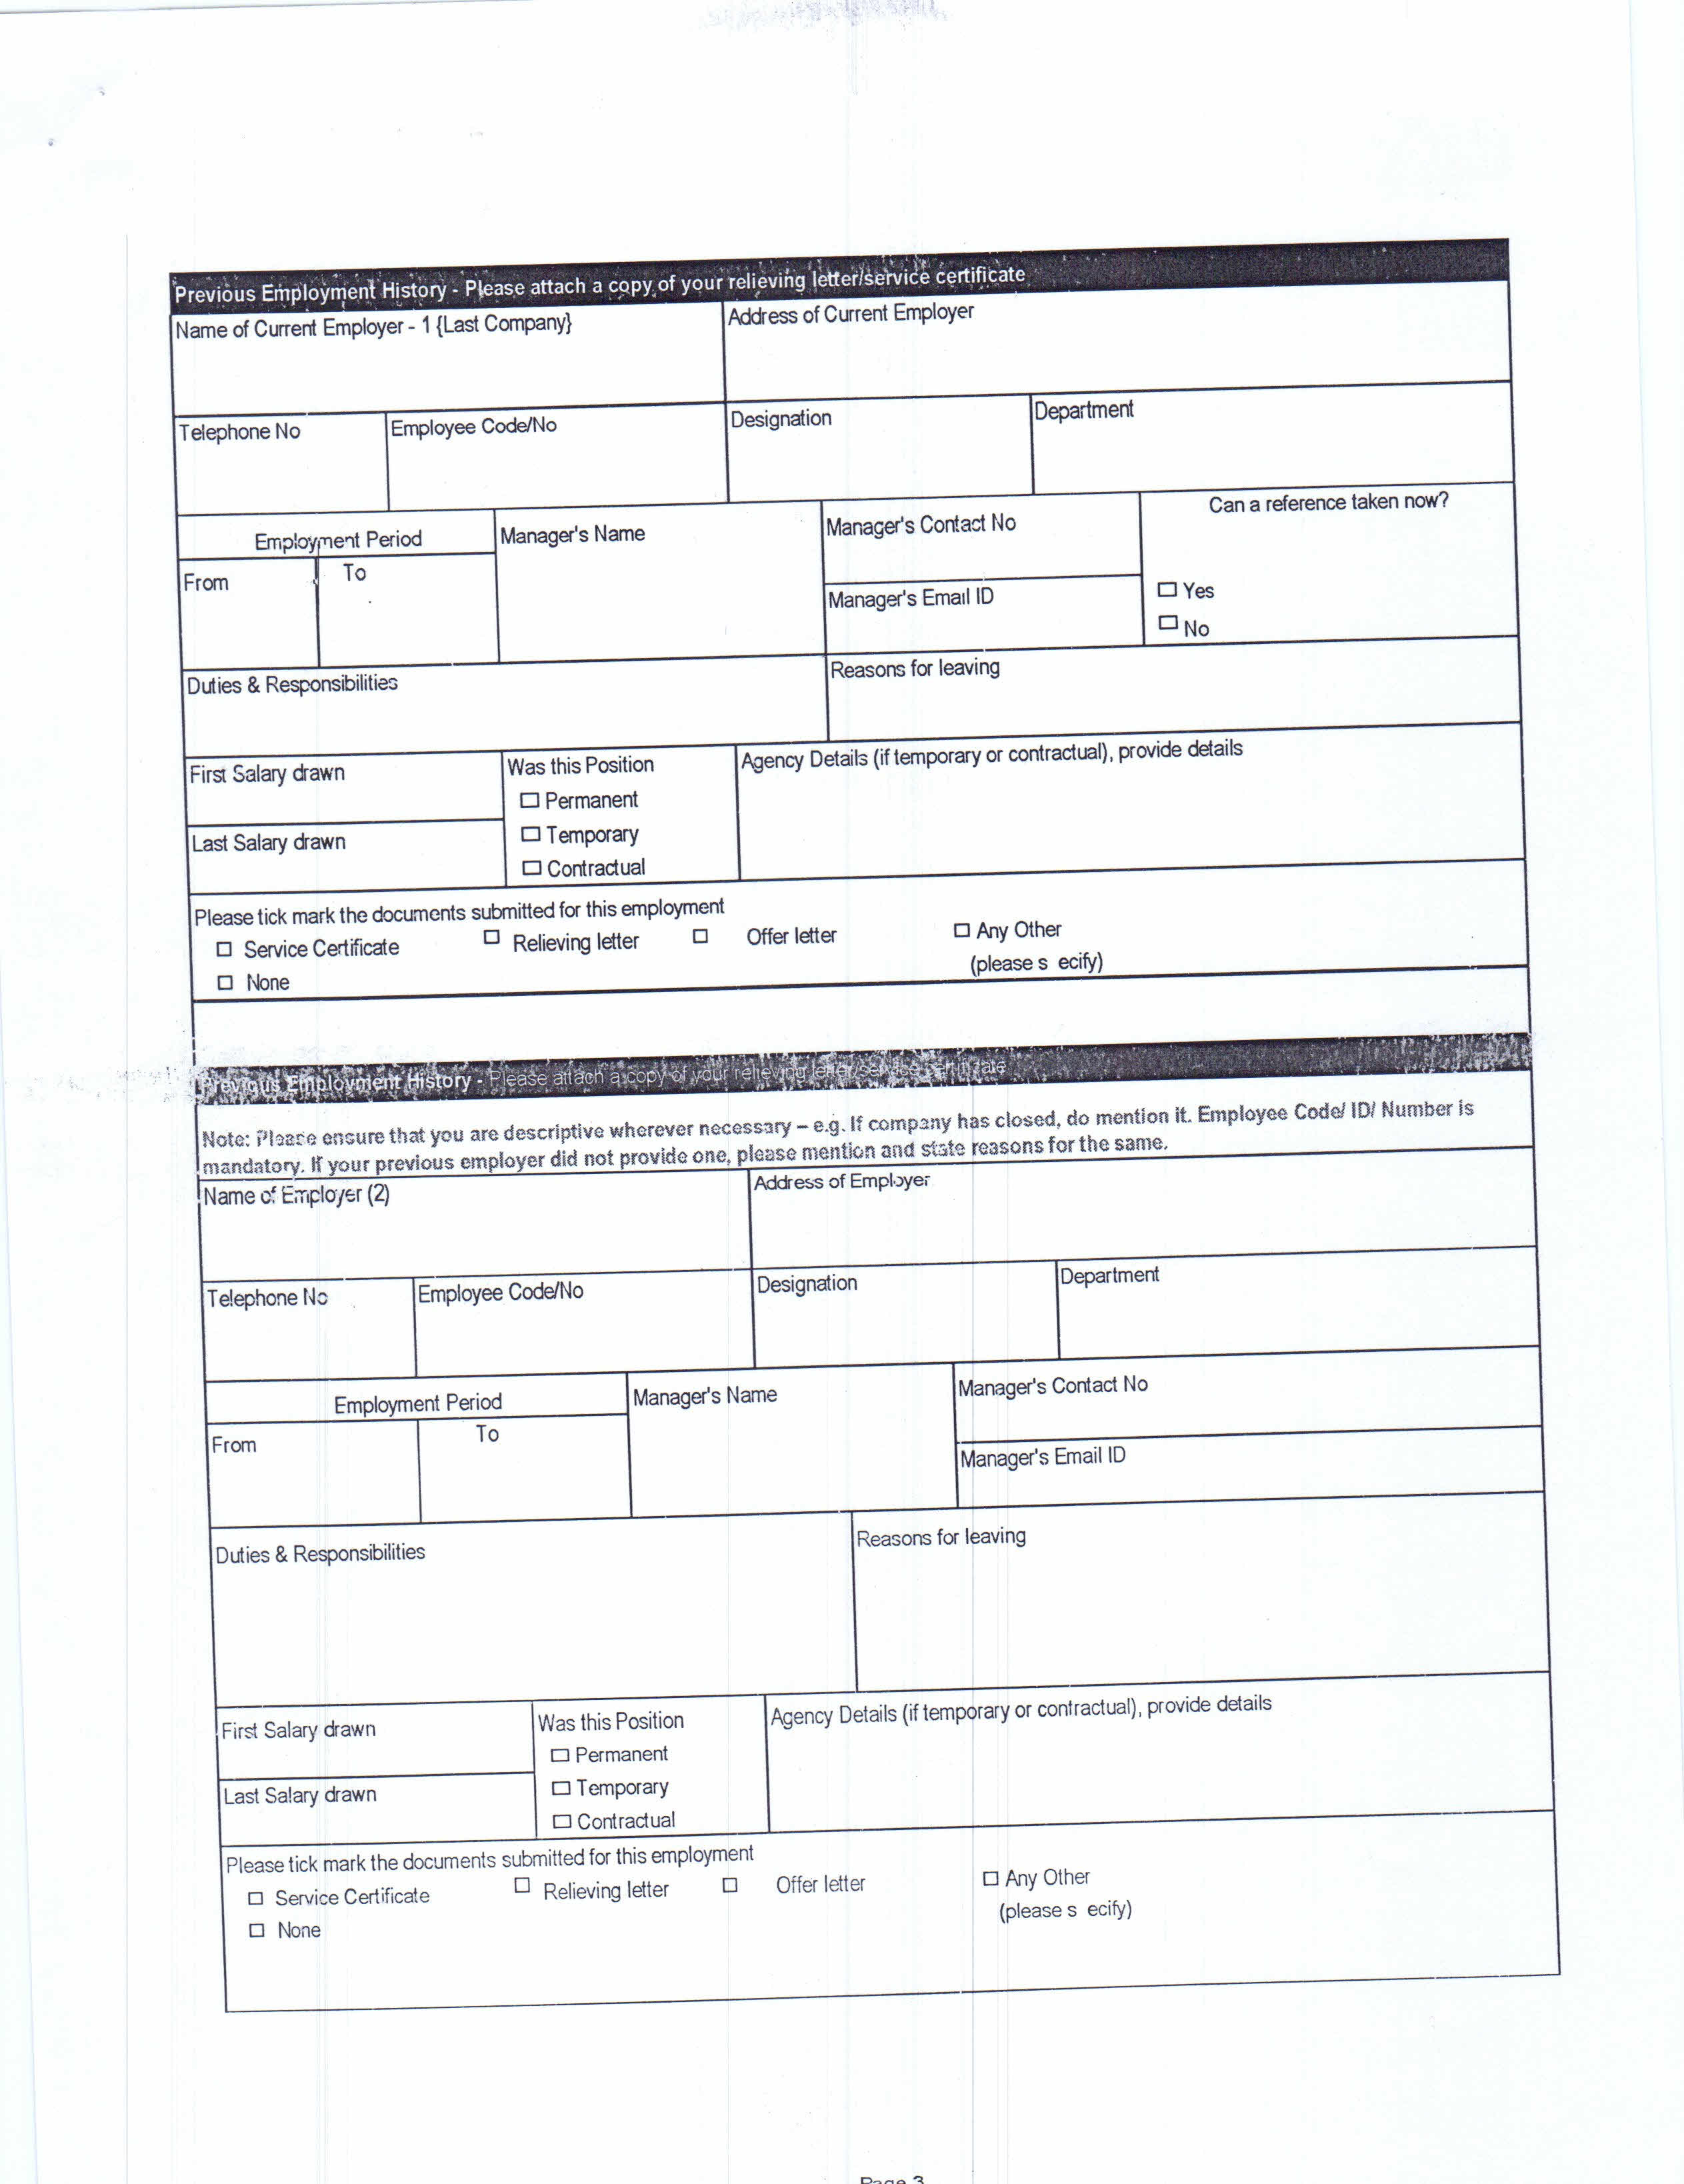 Previous Employment History - Please attach a copy of your relieving letter/service certificate
Name of Current Employer - 1 {Last Company}
Address of Current Employer
Telephone No
Employee Code/No
Designation
Department
Employment Period
Manager's Name
Manager's Contact No
Can a reference taken now?
From
To
Manager's Email ID
☐ Yes
☐ No
Duties & Responsibilities
Reasons for leaving
First Salary drawn
Was this Position
Agency Details (if temporary or contractual), provide details
☐ Permanent
☐ Temporary
Last Salary drawn
☐ Contractual
Please tick mark the documents submitted for this employment
☐ Service Certificate ☐ Relieving letter ☐ Offer letter ☐ Any Other
(please s ecify)
☐ None
Previous Employment History - Please attach a copy of your relieving letter/service certificate
Note: Please ensure that you are descriptive wherever necessary – e.g. If company has closed, do mention it. Employee Code/ ID/ Number is
mandatory. If your previous employer did not provide one, please mention and state reasons for the same.
Name of Employer (2)
Address of Employer
Telephone No
Employee Code/No
Designation
Department
Employment Period
Manager's Name
Manager's Contact No
From
To
Manager's Email ID
Duties & Responsibilities
Reasons for leaving
First Salary drawn
Was this Position
Agency Details (if temporary or contractual), provide details
☐ Permanent
☐ Temporary
Last Salary drawn
☐ Contractual
Please tick mark the documents submitted for this employment
☐ Service Certificate ☐ Relieving letter ☐ Offer letter ☐ Any Other
(please s ecify)
☐ None
Page 3